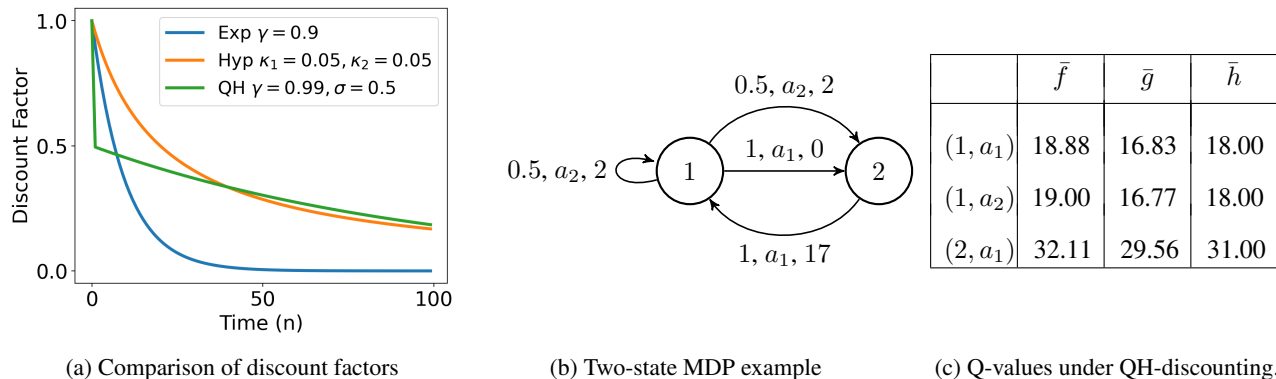 1.0
0.5
0.0
Discount Factor
0
50
100
Time (n)
Exp γ = 0.9
Hyp κ₁ = 0.05, κ₂ = 0.05
QH γ = 0.99, σ = 0.5
(a) Comparison of discount factors
0.5, a₂, 2
0.5, a₂, 2
1
1, a₁, 0
2
1, a₁, 17
(b) Two-state MDP example
f̄ ḡ h̄
(1, a₁) 18.88 16.83 18.00
(1, a₂) 19.00 16.77 18.00
(2, a₁) 32.11 29.56 31.00
(c) Q-values under QH-discounting.